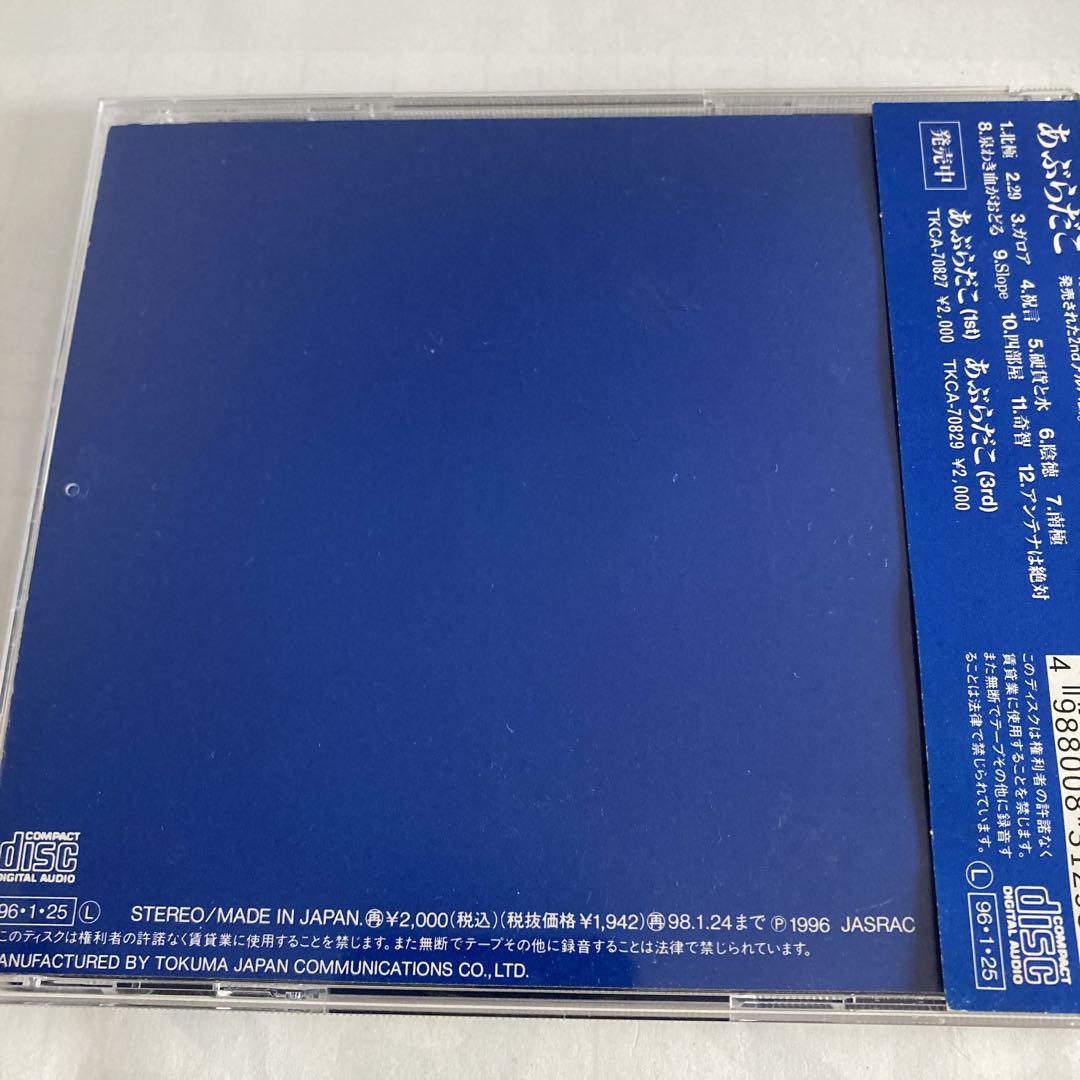 あぶらだこ
発売された2ndアル
1.北極 2.29 3.ガロア 4.祝言 5.硬貨と水 6.陰徳 7.南極
8.泉わき血がおどる 9.Slope 10.四部屋 11.奇智 12.アンテナは絶対
発売中
あぶらだこ(1st) あぶらだこ(3rd)
TKCA-70827 ¥2,000 TKCA-70829 ¥2,000
4 988008 312
このディスクは権利者の許諾なく
賃貸業に使用することを禁じます。
また無断でテープその他に録音す
ることは法律で禁じられています。
L 96・1・25
COMPACT
disc
DIGITAL AUDIO
COMPACT
disc
DIGITAL AUDIO
96・1・25 L STEREO/MADE IN JAPAN.再¥2,000(税込)(税抜価格¥1,942)再98.1.24まで Ⓟ1996 JASRAC
このディスクは権利者の許諾なく賃貸業に使用することを禁じます。また無断でテープその他に録音することは法律で禁じられています。
ANUFACTURED BY TOKUMA JAPAN COMMUNICATIONS CO.,LTD.